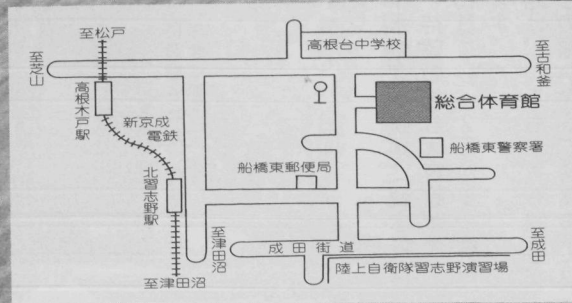 至松戸
高根台中学校
至芝山
至古和釜
高根木戸駅
総合体育館
新京成
電鉄
船橋東警察署
船橋東郵便局
北習志野駅
至津田沼
成田街道
至成田
陸上自衛隊習志野演習場
至津田沼